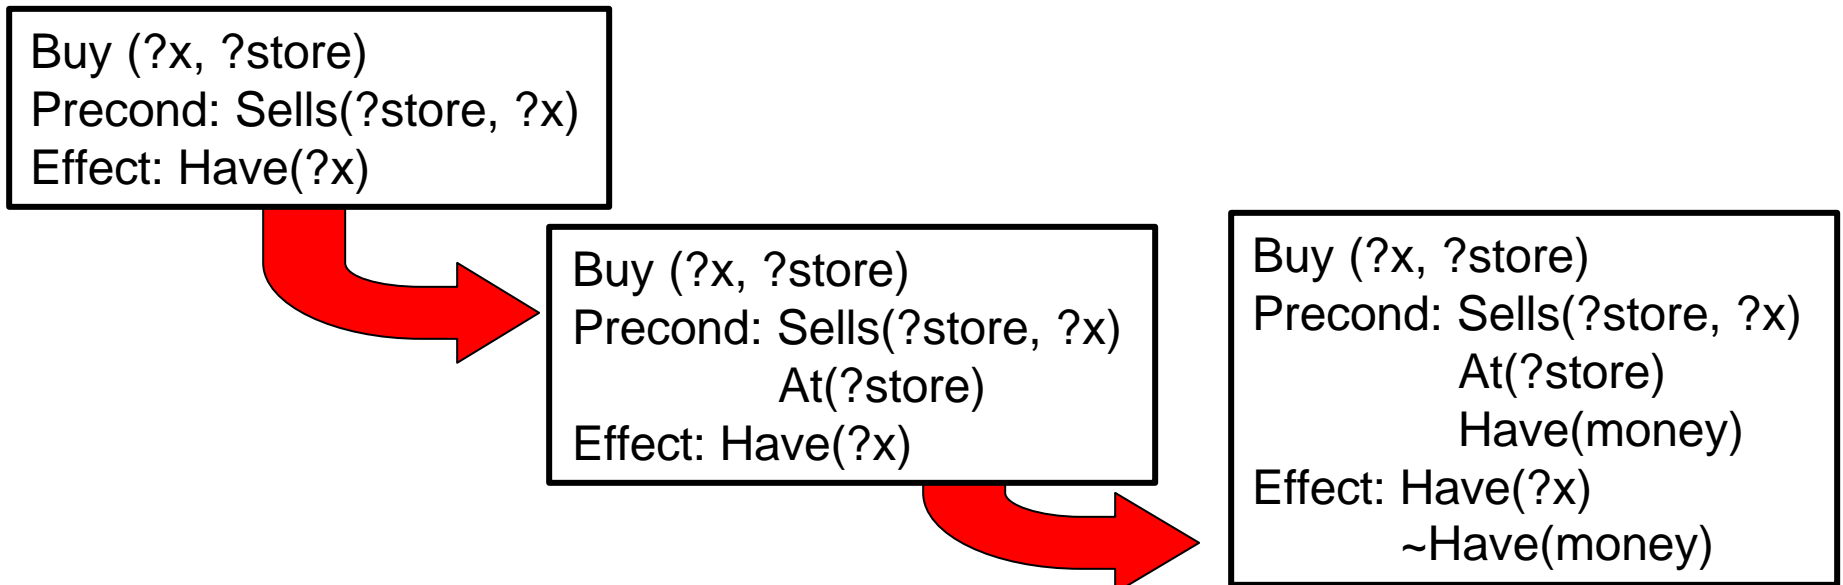 Buy (?x, ?store)
Precond: Sells(?store, ?x)
Effect: Have(?x)
Buy (?x, ?store)
Precond: Sells(?store, ?x)
At(?store)
Effect: Have(?x)
Buy (?x, ?store)
Precond: Sells(?store, ?x)
At(?store)
Have(money)
Effect: Have(?x)
~Have(money)